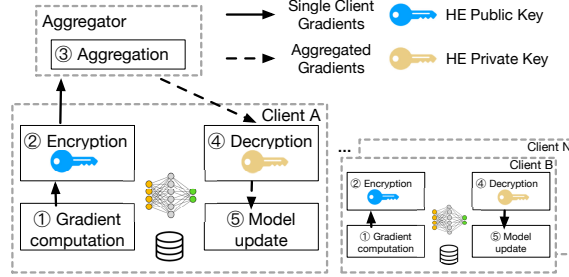 Aggregator
③ Aggregation
Single Client
Gradients
HE Public Key
Aggregated
Gradients
HE Private Key
Client A
② Encryption
④ Decryption
① Gradient
computation
⑤ Model
update
...
Client N
Client B
② Encryption
④ Decryption
① Gradient
computation
⑤ Model
update